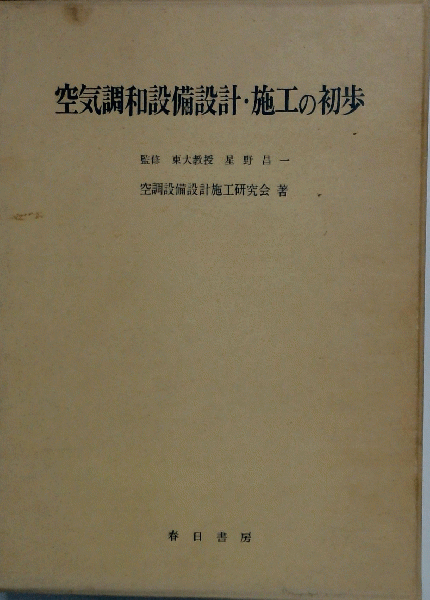 空気調和設備設計・施工の初歩
監修 東大教授 星野昌一
空調設備設計施工研究会 著
春日書房